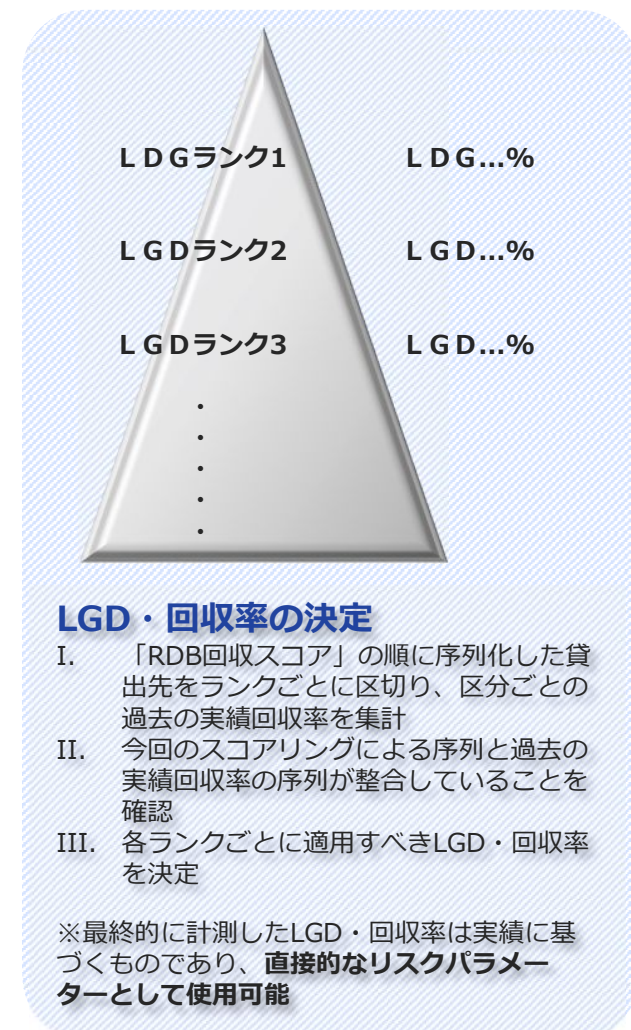 ＬＤＧランク1 ＬＤＧ...%
ＬＧＤランク2 ＬＧＤ...%
ＬＧＤランク3 ＬＧＤ...%
・
・
・
・
・
LGD・回収率の決定
I. 「RDB回収スコア」の順に序列化した貸
出先をランクごとに区切り、区分ごとの
過去の実績回収率を集計
II. 今回のスコアリングによる序列と過去の
実績回収率の序列が整合していることを
確認
III. 各ランクごとに適用すべきLGD・回収率
を決定
※最終的に計測したLGD・回収率は実績に基
づくものであり、直接的なリスクパラメー
ターとして使用可能